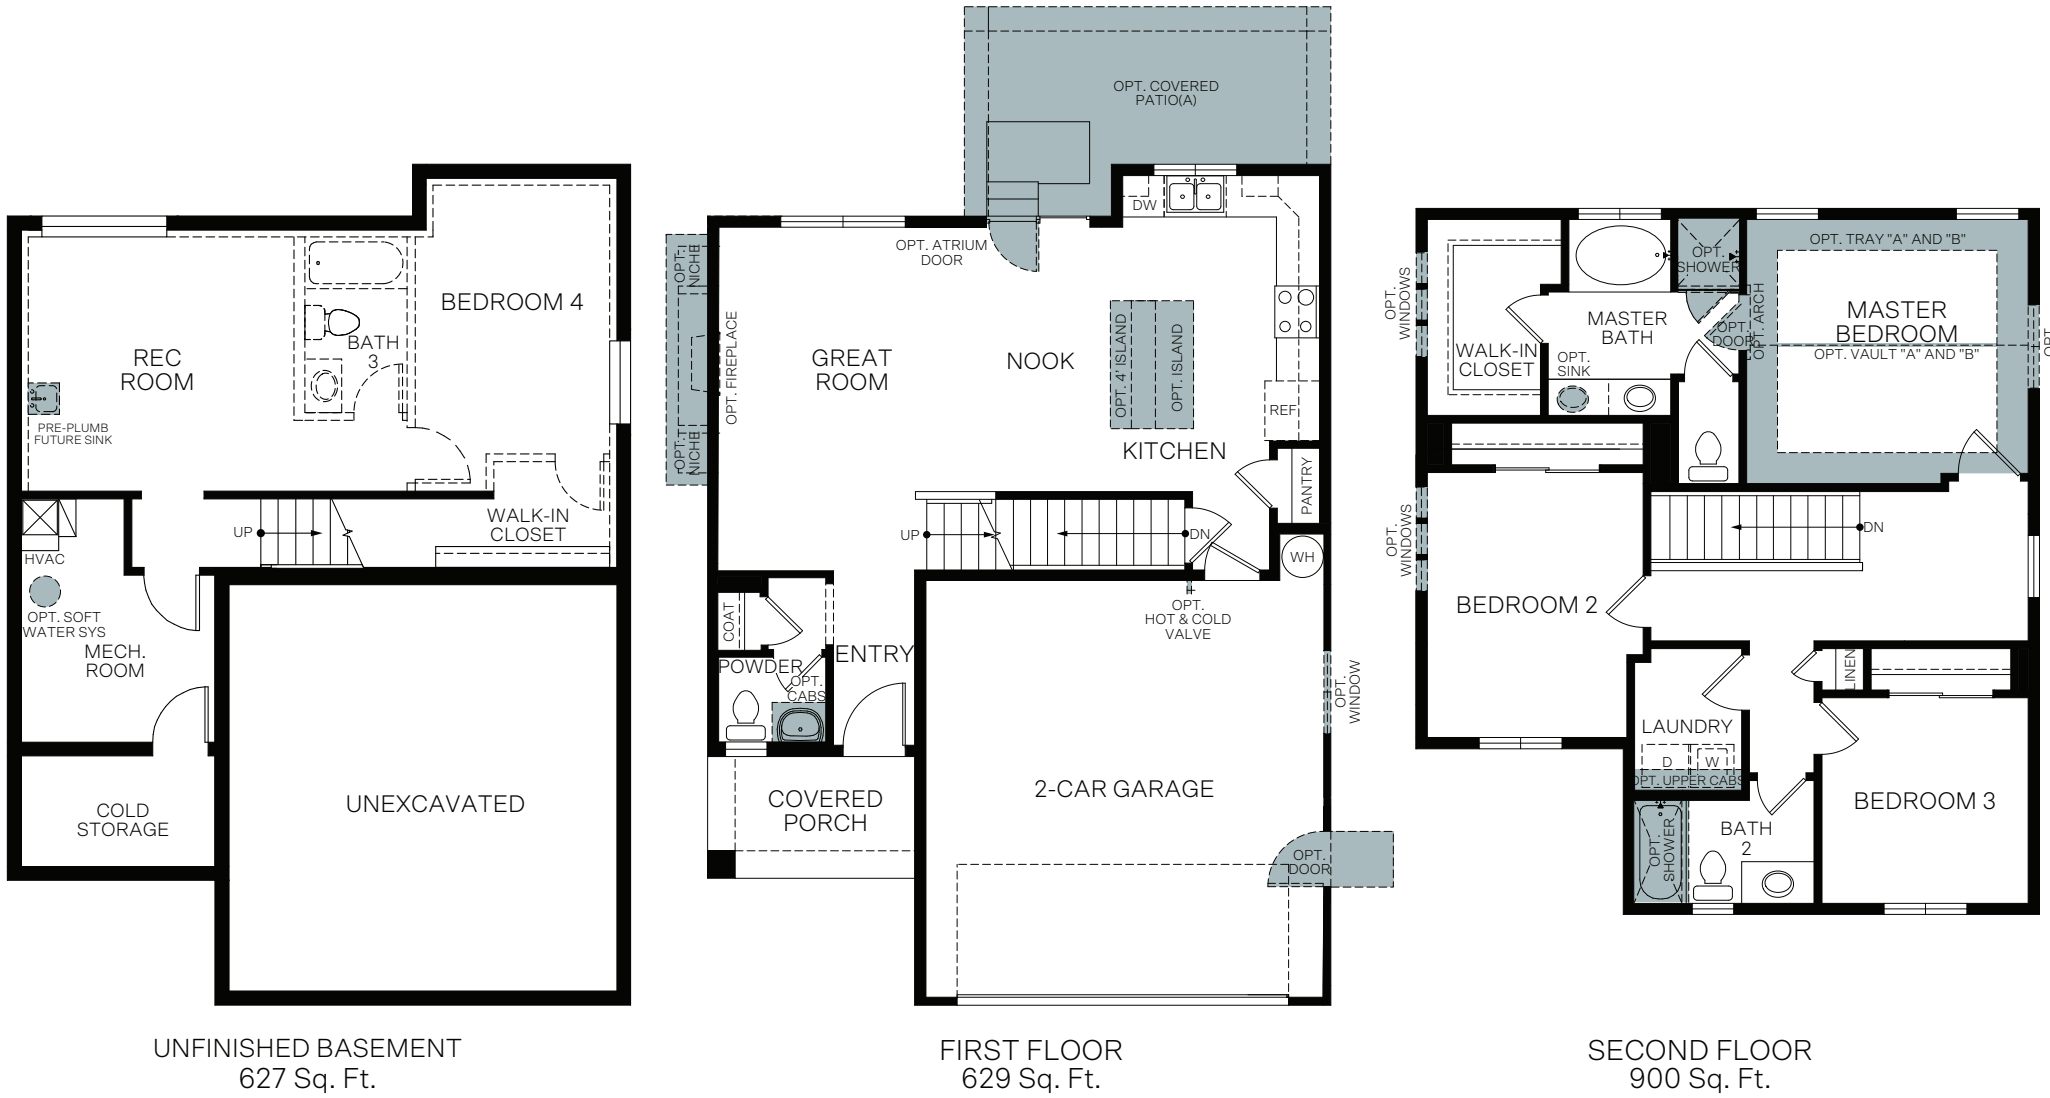 BEDROOM 4
REC
ROOM
BATH
3
PRE-PLUMB
FUTURE SINK
UP
WALK-IN
CLOSET
HVAC
OPT. SOFT
WATER SYS
MECH.
ROOM
COLD
STORAGE
UNEXCAVATED
UNFINISHED BASEMENT
627 Sq. Ft.
OPT. COVERED
PATIO(A)
DW
OPT. ATRIUM
DOOR
OPT.
NICHE
OPT. FIREPLACE
OPT.
NICHE
GREAT
ROOM
NOOK
OPT. 4' ISLAND
OPT. ISLAND
REF
KITCHEN
PANTRY
UP
DN
WH
OPT.
HOT & COLD
VALVE
COAT
POWDER
OPT.
CABS
ENTRY
OPT.
WINDOW
COVERED
PORCH
2-CAR GARAGE
OPT.
DOOR
FIRST FLOOR
629 Sq. Ft.
OPT.
WINDOWS
OPT.
SHOWER
OPT. TRAY "A" AND "B"
MASTER
BATH
OPT.
DOOR
OPT. ARCH
MASTER
BEDROOM
OPT. VAULT "A" AND "B"
OPT.
WALK-IN
CLOSET
OPT.
SINK
OPT.
WINDOWS
DN
BEDROOM 2
LINEN
LAUNDRY
D
W
OPT. UPPER CABS
OPT.
SHOWER
BATH
2
BEDROOM 3
SECOND FLOOR
900 Sq. Ft.